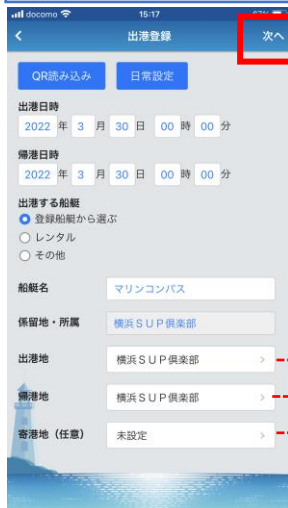 docomo 15:17 67%
出港登録 次へ
QR読み込み 日常設定
出港日時
2022 年 3 月 30 日 00 時 00 分
帰港日時
2022 年 3 月 30 日 00 時 00 分
出港する船艇
登録船艇から選ぶ
レンタル
その他
船艇名 マリンコンパス
係留地・所属 横浜SUP倶楽部
出港地 横浜SUP倶楽部
帰港地 横浜SUP倶楽部
寄港地（任意） 未設定